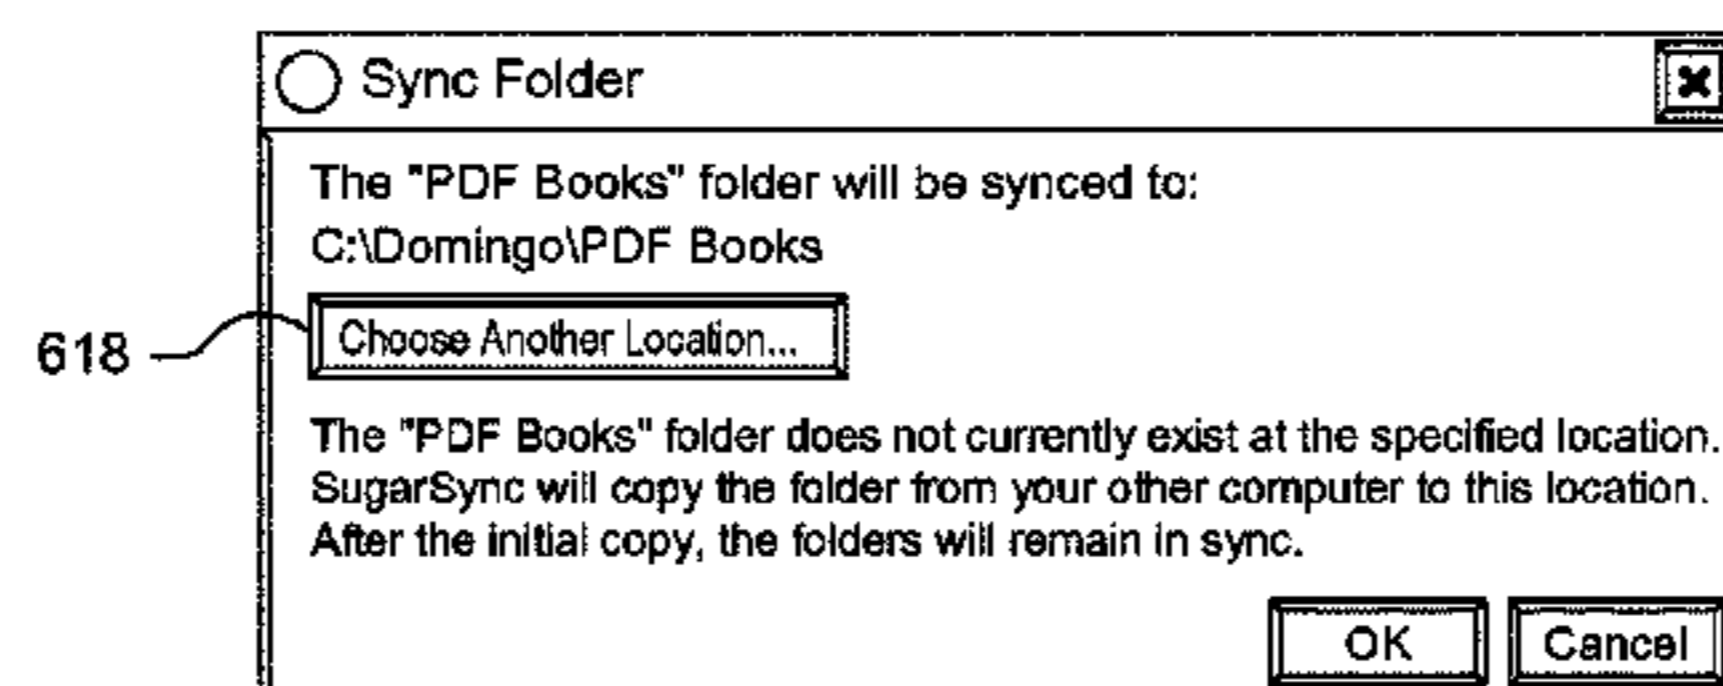 Sync Folder
The "PDF Books" folder will be synced to:
C:\Domingo\PDF Books
618
Choose Another Location...
The "PDF Books" folder does not currently exist at the specified location.
SugarSync will copy the folder from your other computer to this location.
After the initial copy, the folders will remain in sync.
OK Cancel